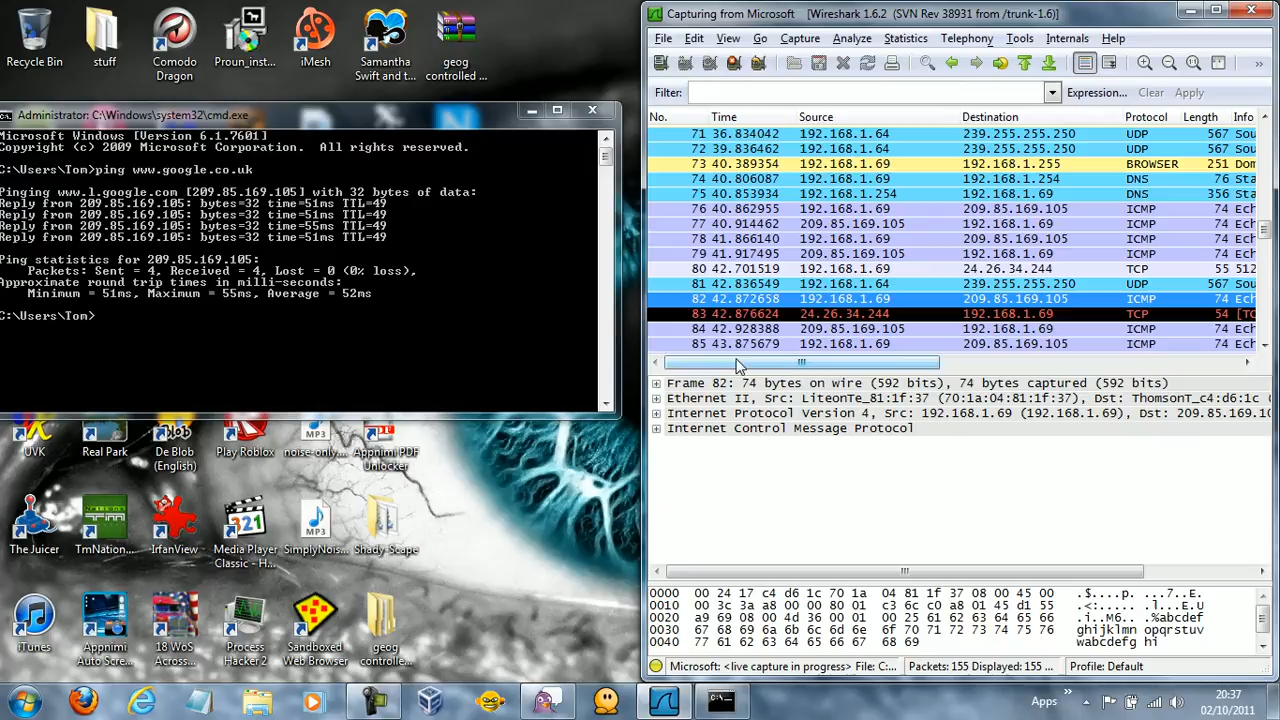 Recycle Bin
stuff
Comodo
Dragon
Proun_inst...
iMesh
Samantha
Swift and t...
geog
controlled ...
Administrator: C:\Windows\system32\cmd.exe
Microsoft Windows [Version 6.1.7601]
Copyright (c) 2009 Microsoft Corporation. All rights reserved.
C:\Users\Tom>ping www.google.co.uk
Pinging www.l.google.com [209.85.169.105] with 32 bytes of data:
Reply from 209.85.169.105: bytes=32 time=51ms TTL=49
Reply from 209.85.169.105: bytes=32 time=51ms TTL=49
Reply from 209.85.169.105: bytes=32 time=55ms TTL=49
Reply from 209.85.169.105: bytes=32 time=51ms TTL=49
Ping statistics for 209.85.169.105:
Packets: Sent = 4, Received = 4, Lost = 0 (0% loss),
Approximate round trip times in milli-seconds:
Minimum = 51ms, Maximum = 55ms, Average = 52ms
C:\Users\Tom>
UVK
Real Park
De Blob
(English)
Play Roblox
MP3
noise-only...
Appnimi PDF
Unlocker
The Juicer
TmNation...
IrfanView
321
Media Player
Classic - H...
MP3
SimplyNois...
Shady-Scape
iTunes
Appnimi
Auto Scre...
18 WoS
Across...
Process
Hacker 2
Sandboxed
Web Browser
geog
controlle...
Capturing from Microsoft [Wireshark 1.6.2 (SVN Rev 38931 from /trunk-1.6)]
File Edit View Go Capture Analyze Statistics Telephony Tools Internals Help
Filter: Expression... Clear Apply
No. Time Source Destination Protocol Length Info
71 36.834042 192.168.1.64 239.255.255.250 UDP 567 Sou
72 36.834042 192.168.1.64 239.255.255.250 UDP 567 Sou
73 40.389354 192.168.1.69 192.168.1.255 BROWSER 251 Dom
74 40.806087 192.168.1.69 192.168.1.254 DNS 76 Sta
75 40.853934 192.168.1.254 192.168.1.69 DNS 356 Sta
76 40.862955 192.168.1.69 209.85.169.105 ICMP 74 Ech
77 40.914462 209.85.169.105 192.168.1.69 ICMP 74 Ech
78 41.866140 192.168.1.69 209.85.169.105 ICMP 74 Ech
79 41.917495 209.85.169.105 192.168.1.69 ICMP 74 Ech
80 42.701519 192.168.1.69 24.26.34.244 TCP 55 512
81 42.836549 192.168.1.64 239.255.255.250 UDP 567 Sou
82 42.872658 192.168.1.69 209.85.169.105 ICMP 74 Ech
83 42.876624 24.26.34.244 192.168.1.69 TCP 54 [TC
84 42.928388 209.85.169.105 192.168.1.69 ICMP 74 Ech
85 43.875679 192.168.1.69 209.85.169.105 ICMP 74 Ech
Frame 82: 74 bytes on wire (592 bits), 74 bytes captured (592 bits)
Ethernet II, Src: LiteonTe_81:1f:37 (70:1a:04:81:1f:37), Dst: ThomsonT_c4:d6:1c (
Internet Protocol Version 4, Src: 192.168.1.69 (192.168.1.69), Dst: 209.85.169.10
Internet Control Message Protocol
0000 00 24 17 c4 d6 1c 70 1a 04 81 1f 37 08 00 45 00 .$....p. ...7..E.
0010 00 3c 3a a8 00 00 80 01 c3 6c c0 a8 01 45 d1 55 .<:..... .l...E.U
0020 a9 69 08 00 4d 36 00 01 00 25 61 62 63 64 65 66 .i..M6.. .%abcdef
0030 67 68 69 6a 6b 6c 6d 6e 6f 70 71 72 73 74 75 76 ghijklmn opqrstuv
0040 77 61 62 63 64 65 66 67 68 69 wabcdefg hi
Microsoft: <live capture in progress> File: C:... Packets: 155 Displayed: 155 ... Profile: Default
Apps
20:37
02/10/2011